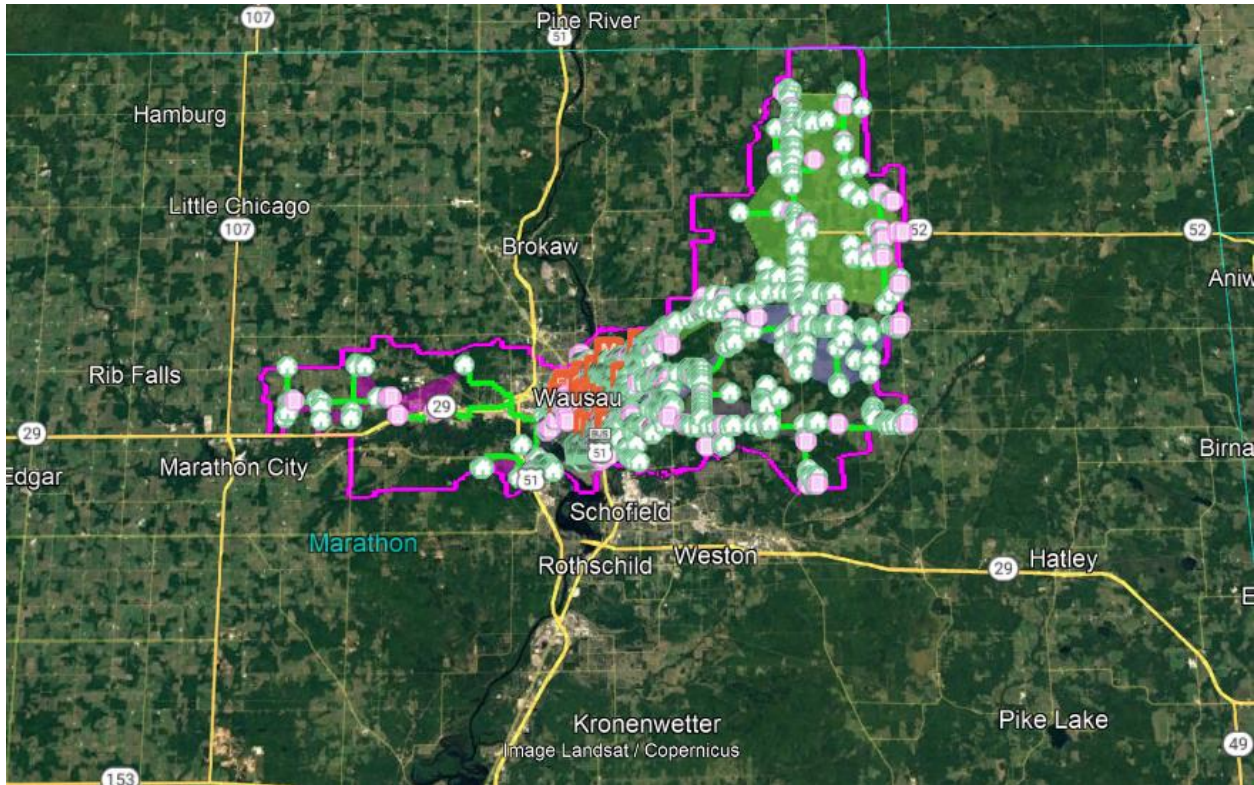 107
Pine River
51
Hamburg
Little Chicago
107
52
52
Brokaw
Aniw
Rib Falls
Wausau
29
29
BUS
51
Marathon City
Edgar
51
Birna
Schofield
Marathon
Rothschild
Weston
29
Hatley
E
Kronenwetter
Pike Lake
Image Landsat / Copernicus
49
153